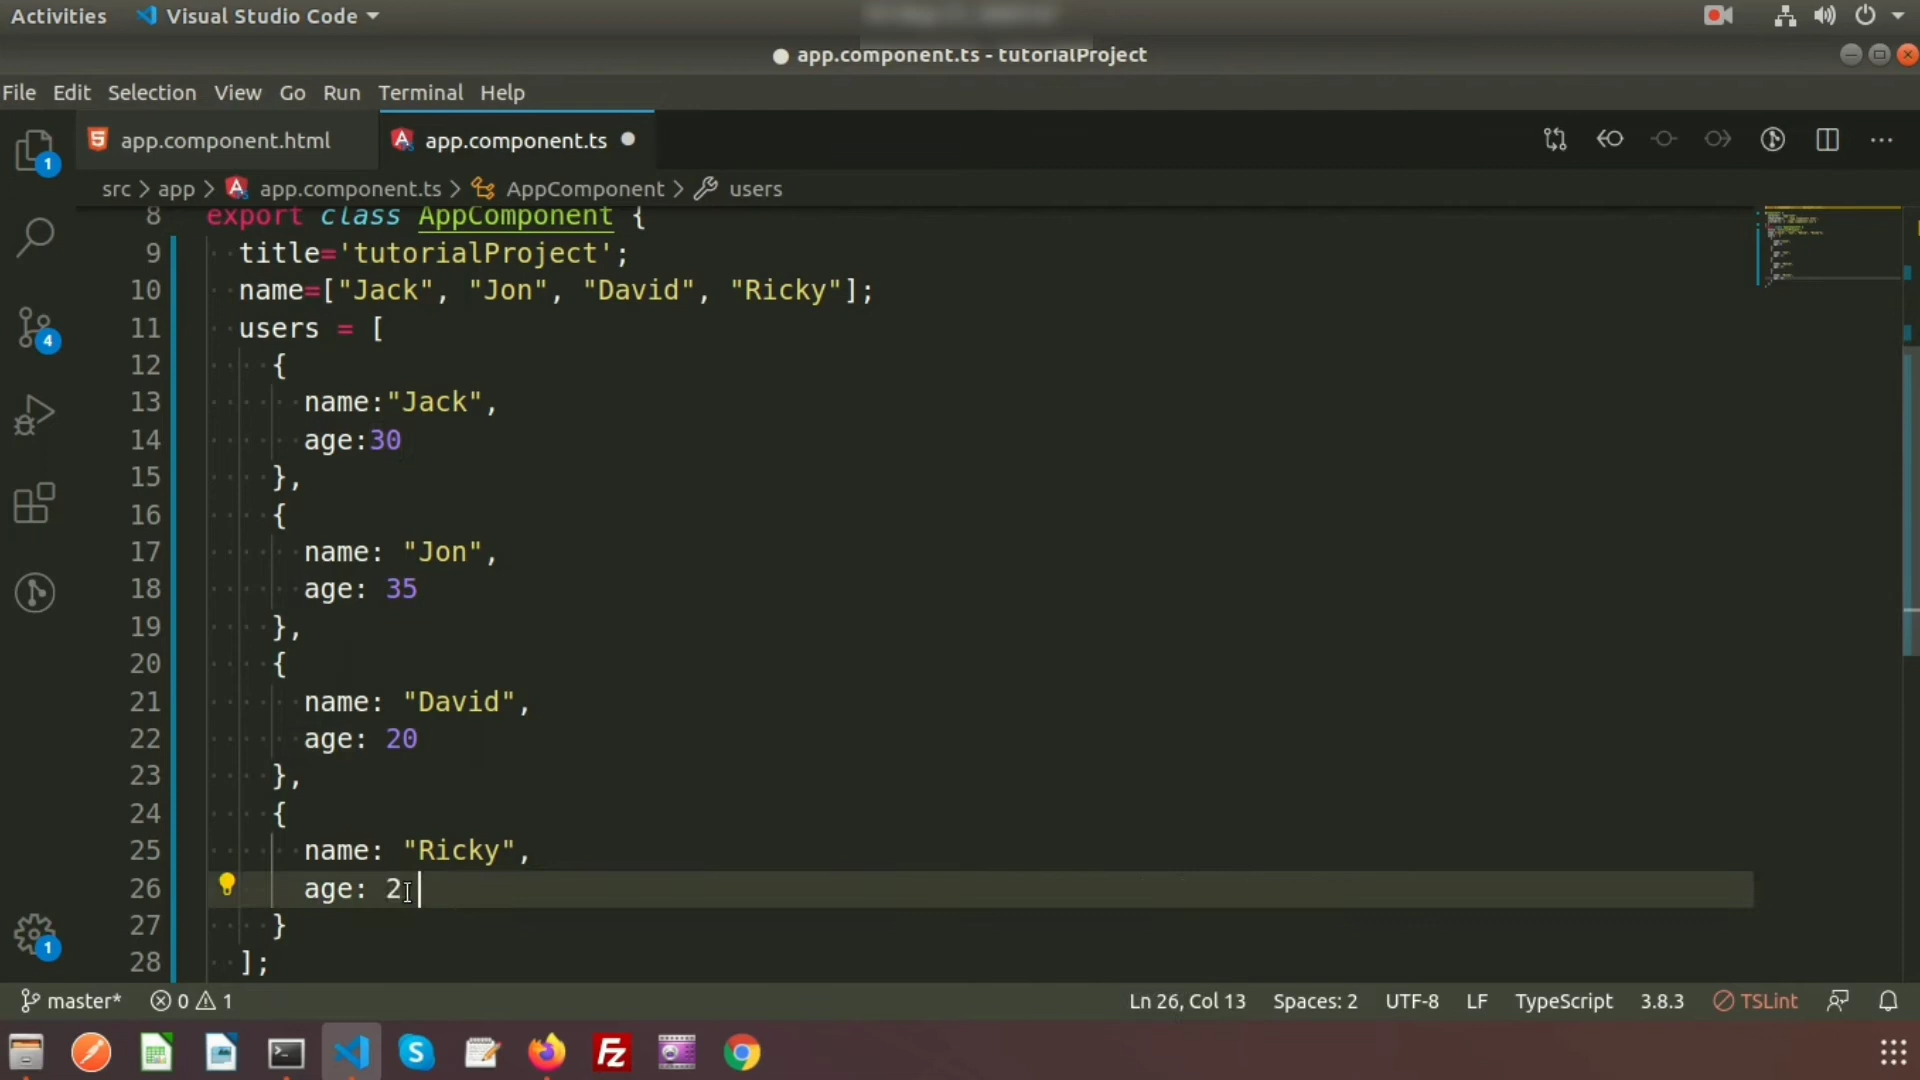 Activities Visual Studio Code
app.component.ts - tutorialProject
File Edit Selection View Go Run Terminal Help
app.component.html app.component.ts
src > app > app.component.ts > AppComponent > users
8 export class AppComponent {
9 title='tutorialProject';
10 name=["Jack", "Jon", "David", "Ricky"];
11 users = [
12 {
13 name:"Jack",
14 age:30
15 },
16 {
17 name: "Jon",
18 age: 35
19 },
20 {
21 name: "David",
22 age: 20
23 },
24 {
25 name: "Ricky",
26 age: 2
27 }
28 ];
1
4
1
master* 0 1 Ln 26, Col 13 Spaces: 2 UTF-8 LF TypeScript 3.8.3 TSLint